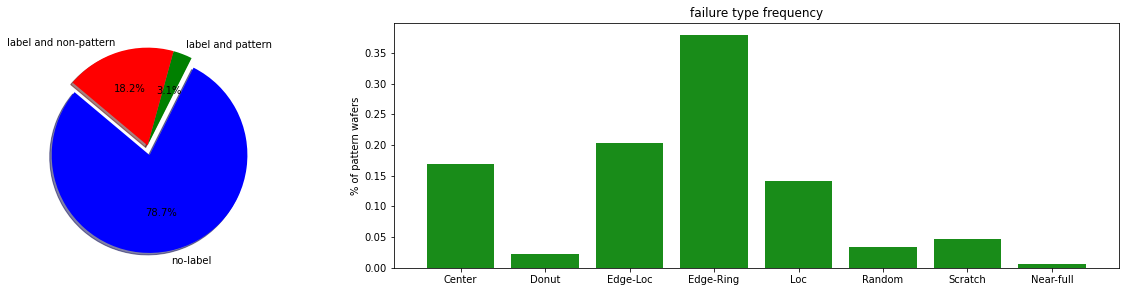 label and non-pattern
label and pattern
18.2%
3.1%
78.7%
no-label
failure type frequency
% of pattern wafers
0.35
0.30
0.25
0.20
0.15
0.10
0.05
0.00
Center Donut Edge-Loc Edge-Ring Loc Random Scratch Near-full